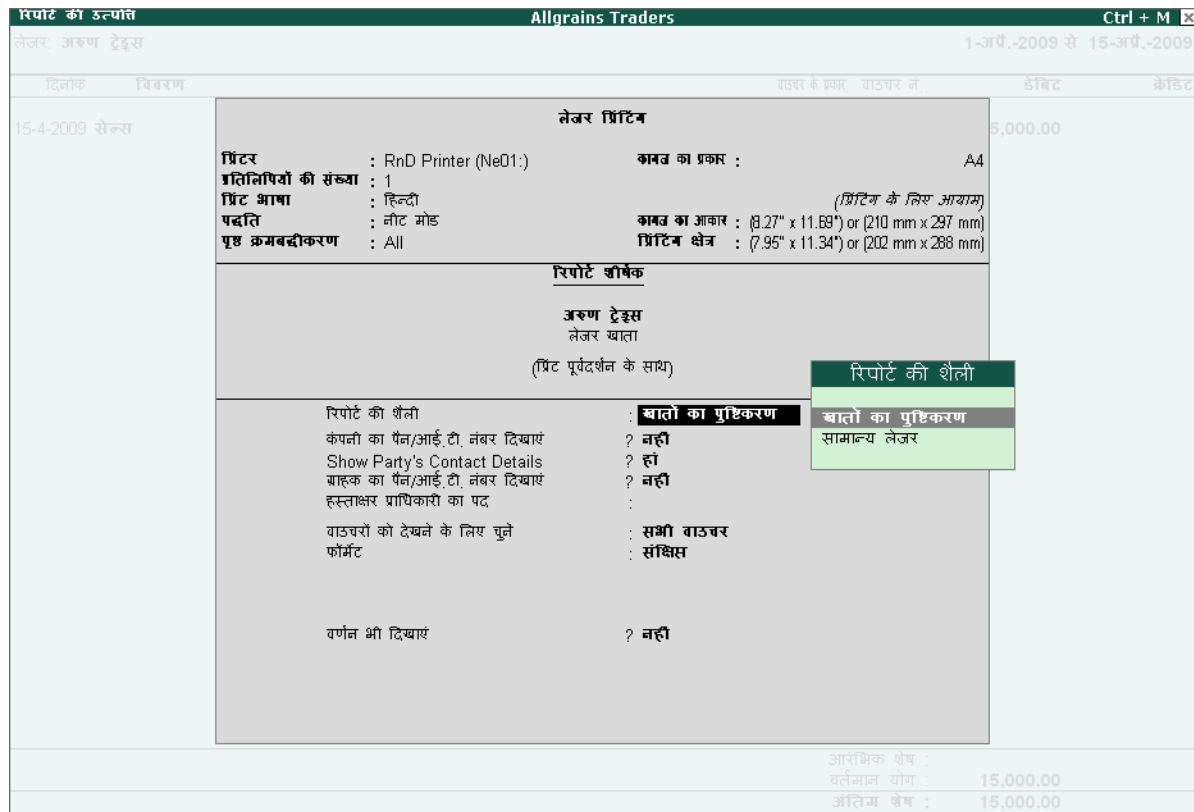 रिपोर्ट की उत्पत्ति Allgrains Traders Ctrl + M
लेजर: अरुण ट्रेड्स 1-अप्रै.-2009 से 15-अप्रै.-2009
दिनांक विवरण वाउचर के प्रकार वाउचर नं. डेबिट क्रेडिट
लेजर प्रिंटिंग
15-4-2009 सेल्स 5,000.00
प्रिंटर : RnD Printer (Ne01:) कागज का प्रकार : A4
प्रतिलिपियों की संख्या : 1
प्रिंट भाषा : हिन्दी (प्रिंटिंग के लिए आयाम)
पद्धति : नीट मोड कागज का आकार : (8.27" x 11.69") or (210 mm x 297 mm)
पृष्ठ क्रमबद्धीकरण : All प्रिंटिंग क्षेत्र : (7.95" x 11.34") or (202 mm x 288 mm)
रिपोर्ट शीर्षक
अरुण ट्रेड्स
लेजर खाता
(प्रिंट पूर्वदर्शन के साथ)
रिपोर्ट की शैली
रिपोर्ट की शैली : खातों का पुष्टिकरण
खातों का पुष्टिकरण
कंपनी का पैन/आई.टी. नंबर दिखाएं ? नहीं
सामान्य लेजर
Show Party's Contact Details ? हां
ग्राहक का पैन/आई.टी. नंबर दिखाएं ? नहीं
हस्ताक्षर प्राधिकारी का पद :
वाउचरों को देखने के लिए चुनें : सभी वाउचर
फॉर्मेट : संक्षिप्त
वर्णन भी दिखाएं ? नहीं
आरंभिक शेष :
वर्तमान योग : 15,000.00
अंतिम शेष : 15,000.00